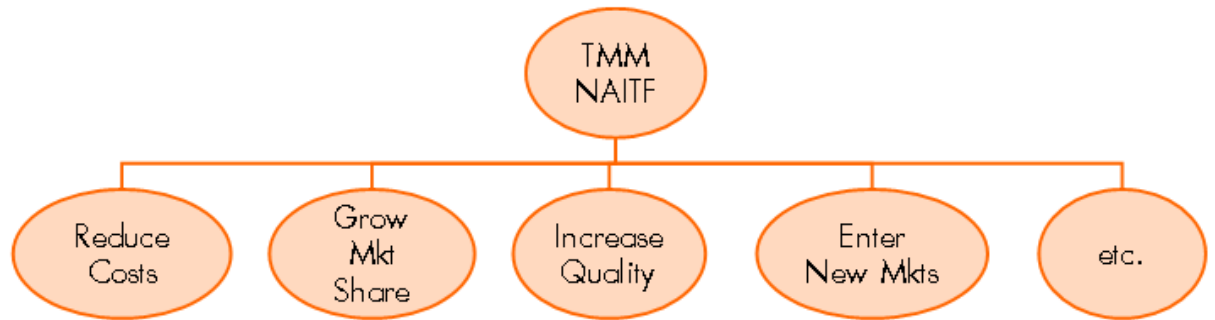 TMM
NAITF
Reduce
Costs
Grow
Mkt
Share
Increase
Quality
Enter
New Mkts
etc.